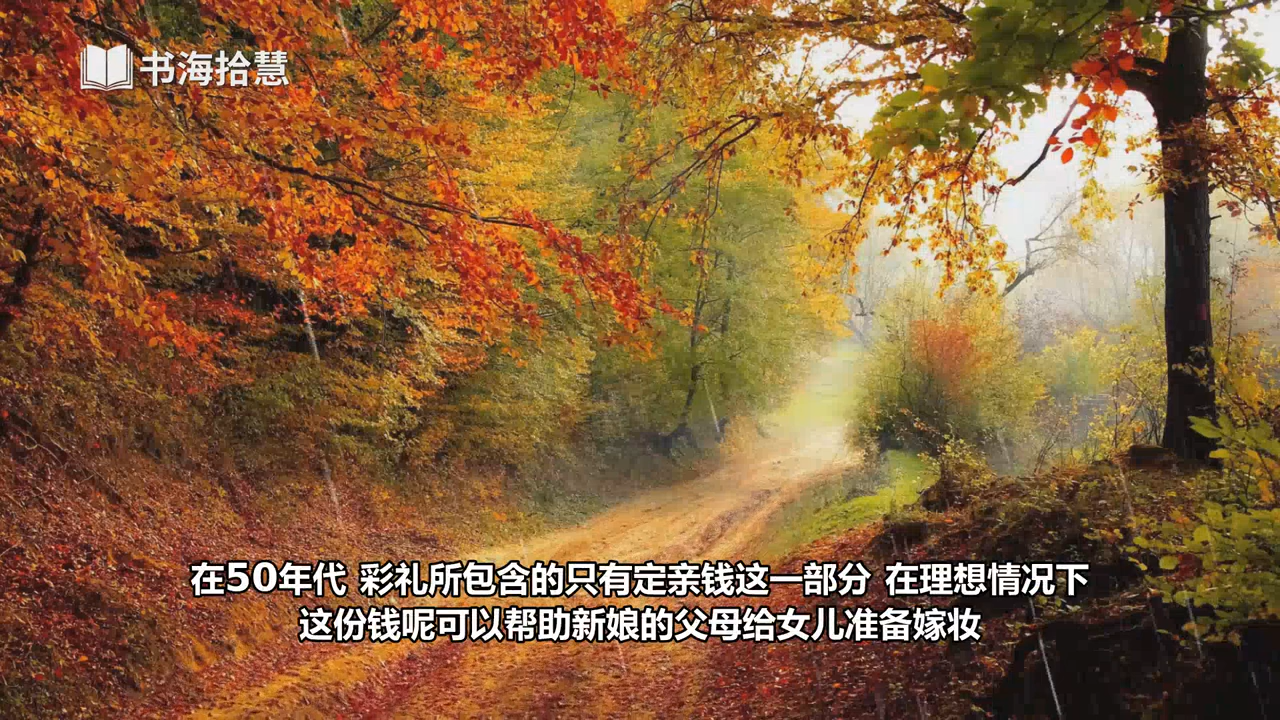 书海拾慧
在50年代 彩礼所包含的只有定亲钱这一部分 在理想情况下
这份钱呢可以帮助新娘的父母给女儿准备嫁妆